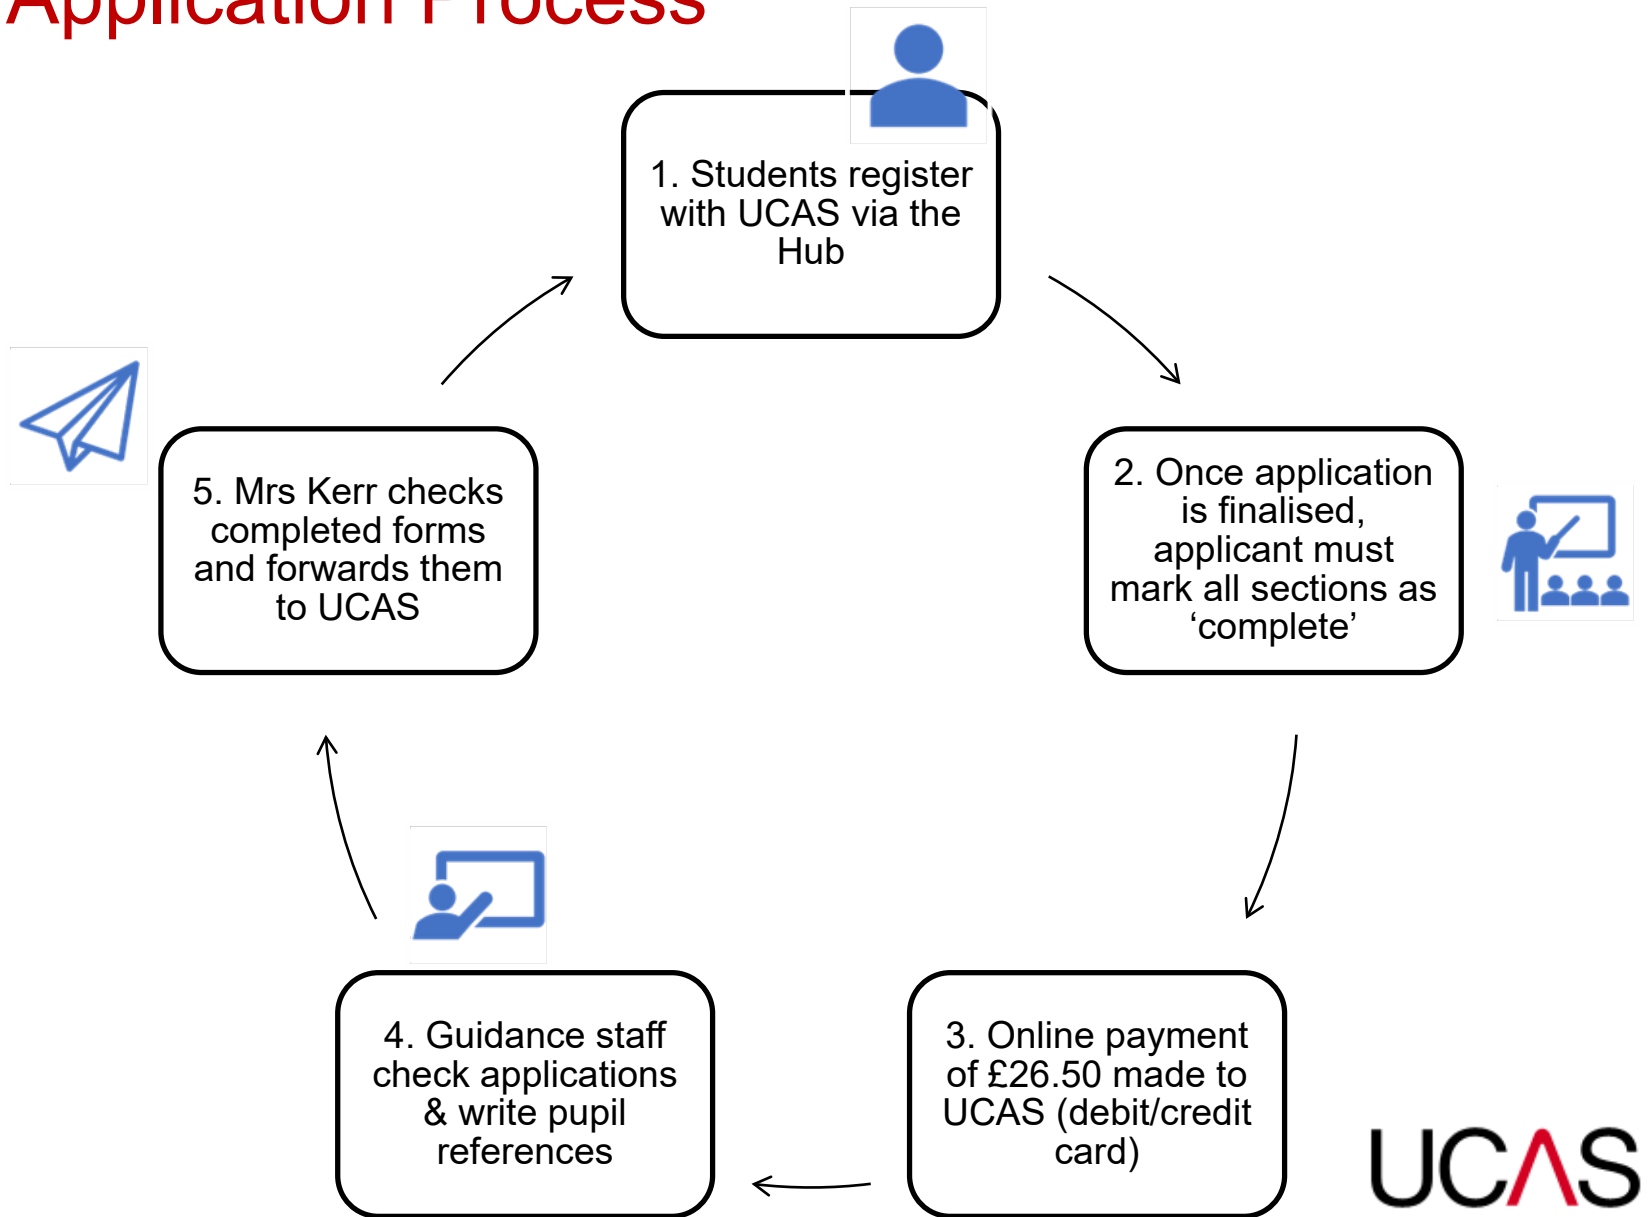 Application Process
1. Students register
with UCAS via the
Hub
2. Once application
is finalised,
applicant must
mark all sections as
‘complete’
3. Online payment
of £26.50 made to
UCAS (debit/credit
card)
4. Guidance staff
check applications
& write pupil
references
5. Mrs Kerr checks
completed forms
and forwards them
to UCAS
UCAS